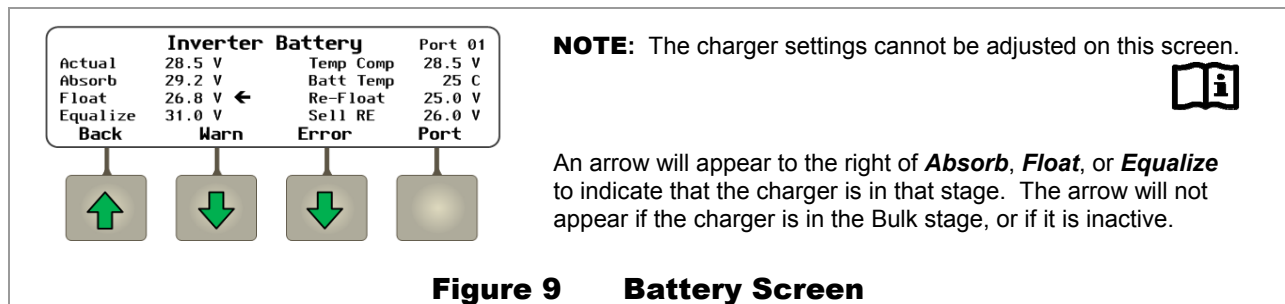 Inverter Battery Port 01
Actual 28.5 V Temp Comp 28.5 V
Absorb 29.2 V Batt Temp 25 C
Float 26.8 V ← Re-Float 25.0 V
Equalize 31.0 V Sell RE 26.0 V
Back Warn Error Port
NOTE: The charger settings cannot be adjusted on this screen.
i
An arrow will appear to the right of Absorb, Float, or Equalize
to indicate that the charger is in that stage. The arrow will not
appear if the charger is in the Bulk stage, or if it is inactive.
Figure 9 Battery Screen